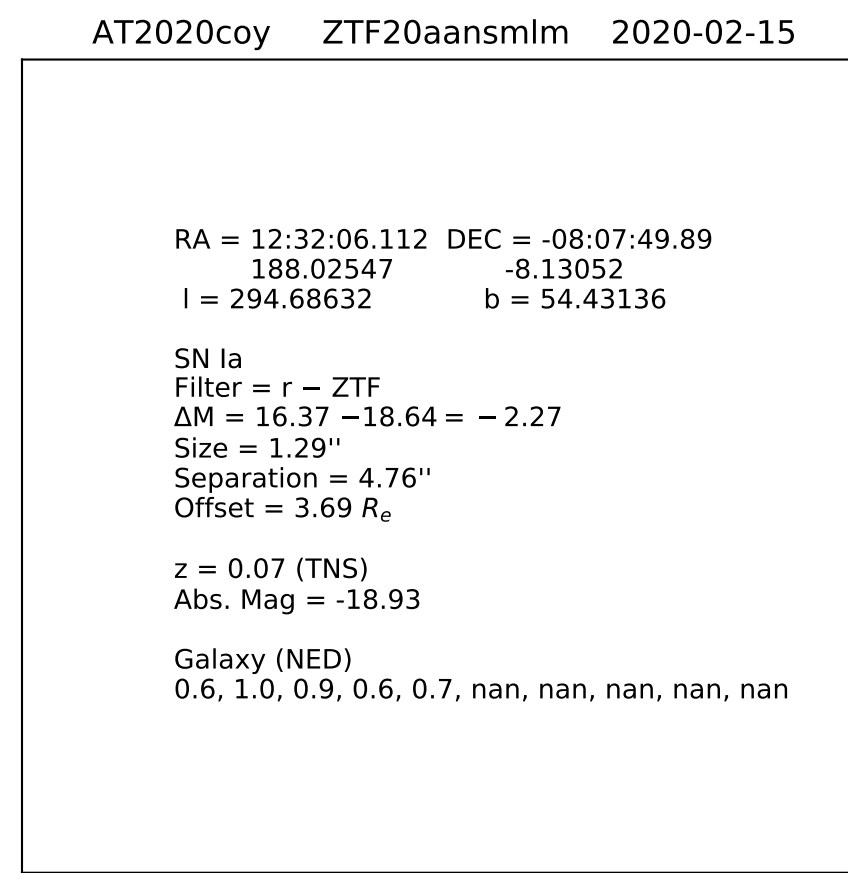 AT2020coy ZTF20aansmlm 2020-02-15
RA = 12:32:06.112 DEC = -08:07:49.89
188.02547 -8.13052
l = 294.68632 b = 54.43136
SN Ia
Filter = r − ZTF
ΔM = 16.37 −18.64 = − 2.27
Size = 1.29''
Separation = 4.76''
Offset = 3.69 Rₑ
z = 0.07 (TNS)
Abs. Mag = -18.93
Galaxy (NED)
0.6, 1.0, 0.9, 0.6, 0.7, nan, nan, nan, nan, nan